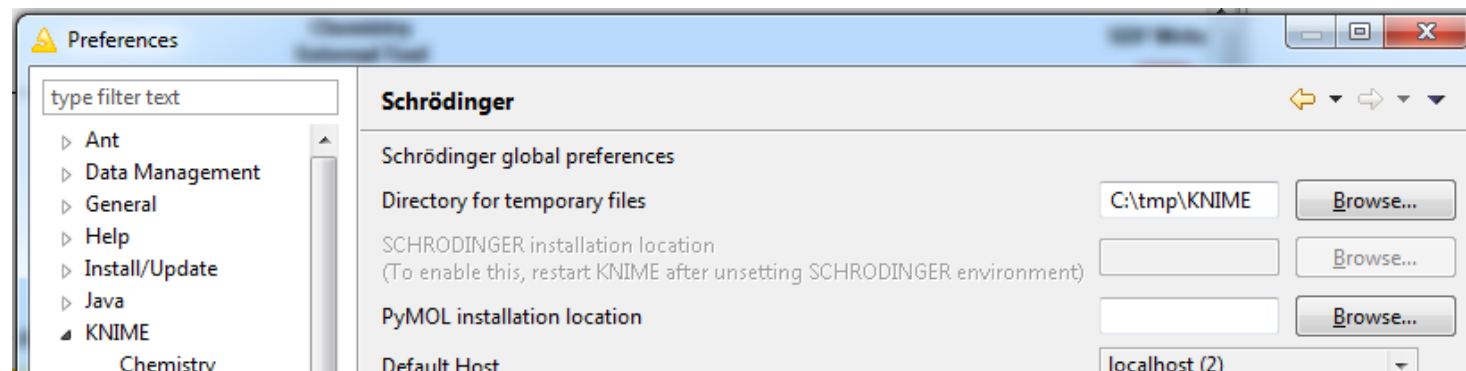 Preferences
type filter text
Ant
Data Management
General
Help
Install/Update
Java
KNIME
Chemistry
Schrödinger
Schrödinger global preferences
Directory for temporary files
C:\tmp\KNIME
Browse...
SCHRODINGER installation location
(To enable this, restart KNIME after unsetting SCHRODINGER environment)
Browse...
PyMOL installation location
Browse...
Default Host
localhost (2)